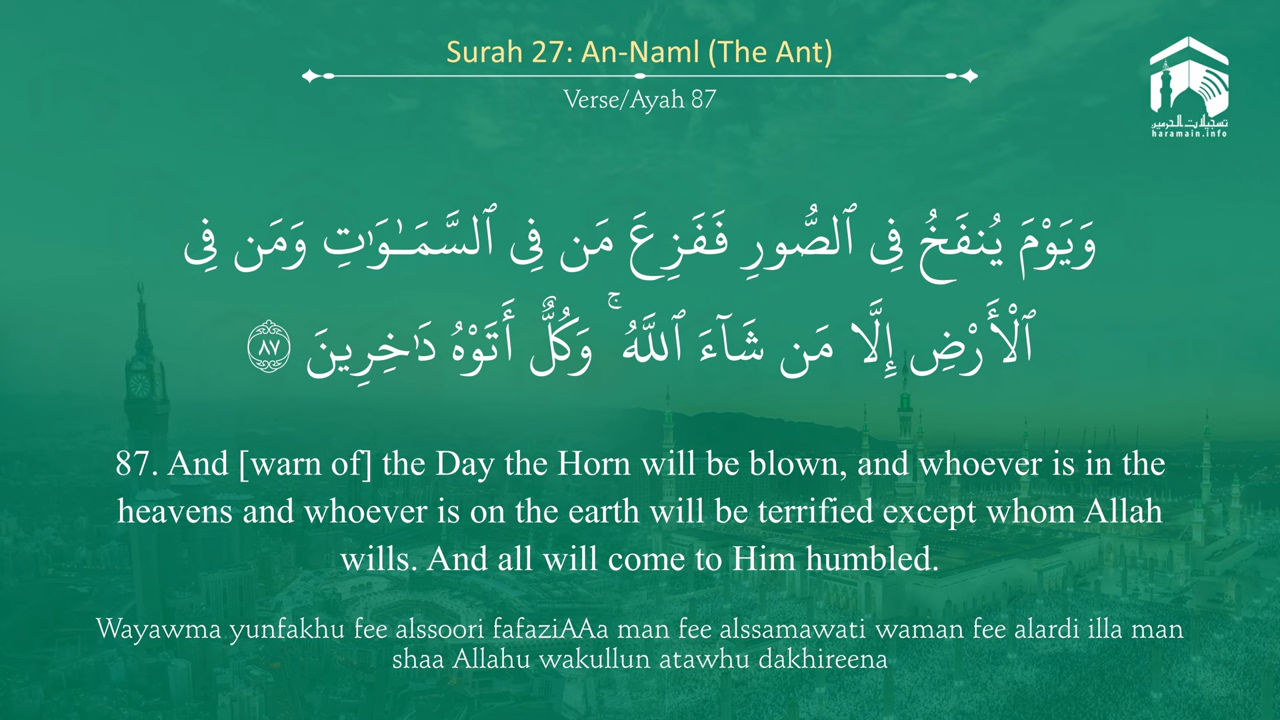 Surah 27: An-Naml (The Ant)
Verse/Ayah 87
تسجيلات الحرمين
haramain.info
وَيَوْمَ يُنفَخُ فِى ٱلصُّورِ فَفَزِعَ مَن فِى ٱلسَّمَـٰوَٰتِ وَمَن فِى
ٱلْأَرْضِ إِلَّا مَن شَآءَ ٱللَّهُ ۚ وَكُلٌّ أَتَوْهُ دَٰخِرِينَ ٨٧
87. And [warn of] the Day the Horn will be blown, and whoever is in the
heavens and whoever is on the earth will be terrified except whom Allah
wills. And all will come to Him humbled.
Wayawma yunfakhu fee alssoori fafaziAAa man fee alssamawati waman fee alardi illa man
shaa Allahu wakullun atawhu dakhireena